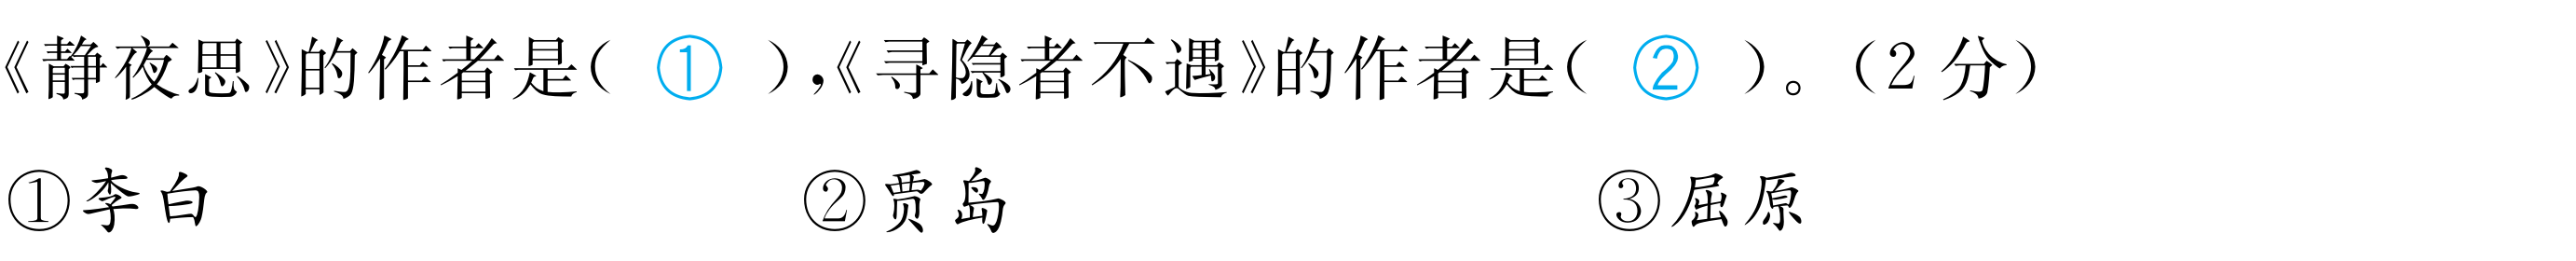 《静夜思》的作者是( ① ),《寻隐者不遇》的作者是( ② )。(2分)
①李白 ②贾岛 ③屈原